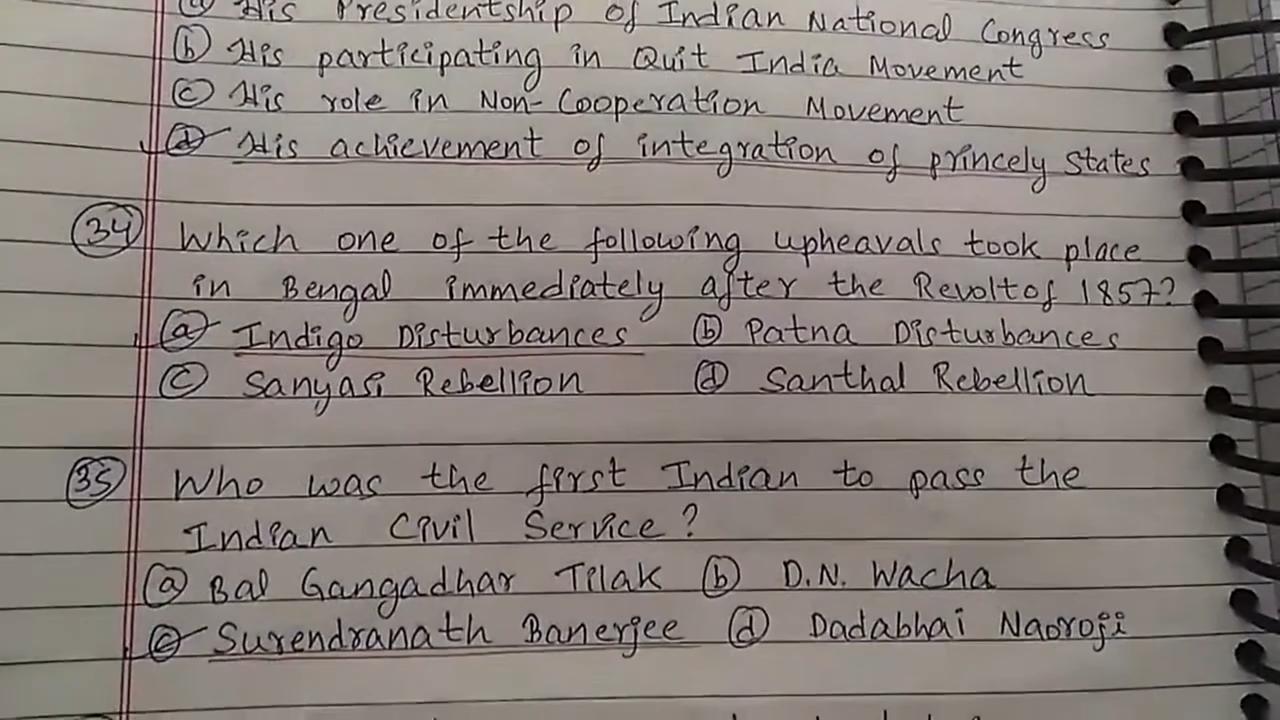 (a) His Presidentship of Indian National Congress
(b) His participating in Quit India Movement
(c) His role in Non-Cooperation Movement
(d) His achievement of integration of princely States
(34) Which one of the following upheavals took place
in Bengal immediately after the Revolt of 1857?
(a) Indigo Disturbances (b) Patna Disturbances
(c) Sanyasi Rebellion (d) Santhal Rebellion
(35) Who was the first Indian to pass the
Indian Civil Service?
(a) Bal Gangadhar Tilak (b) D.N. Wacha
(c) Surendranath Banerjee (d) Dadabhai Naoroji